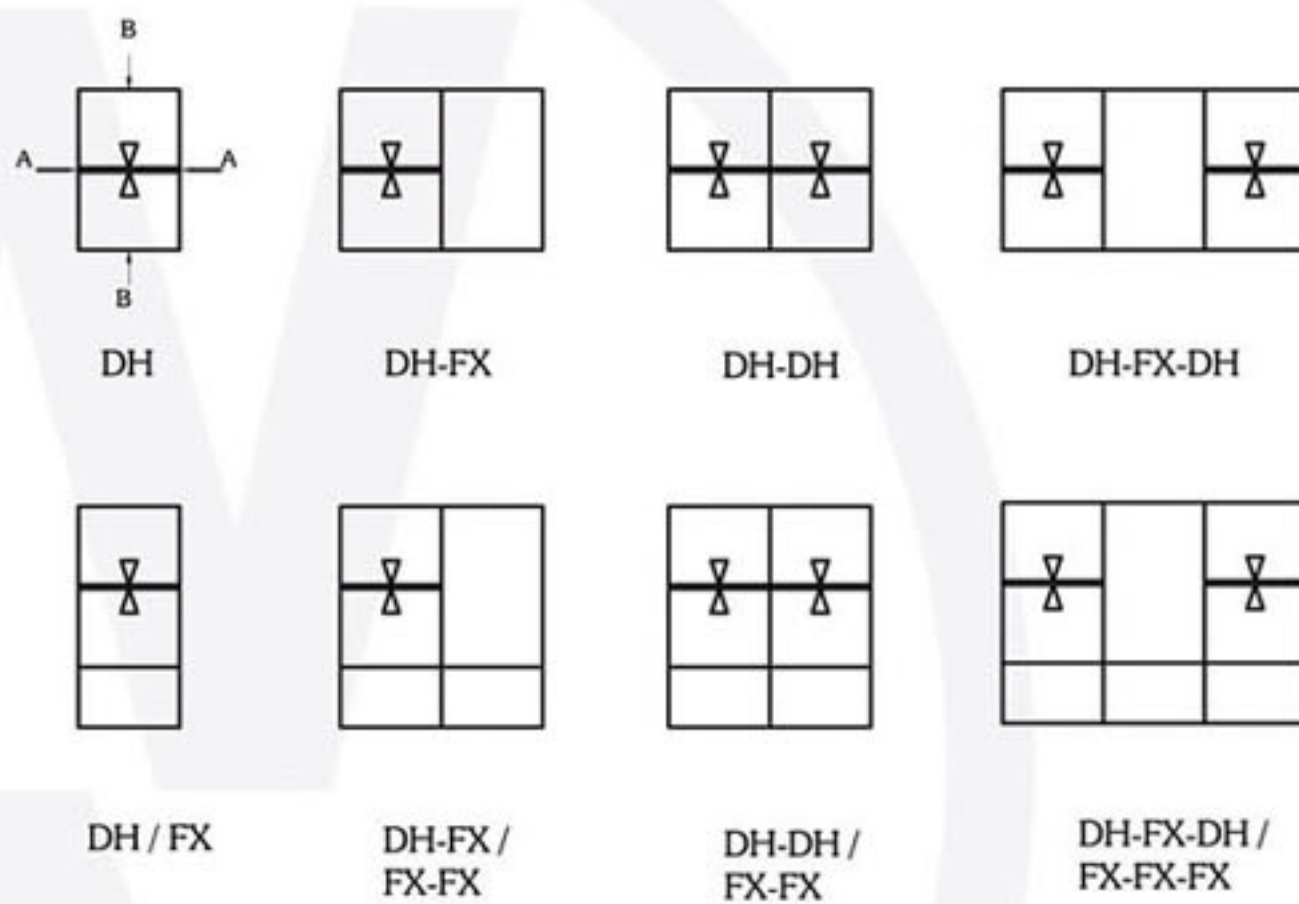 B
A A
B
DH DH-FX DH-DH DH-FX-DH
DH / FX DH-FX / DH-DH / DH-FX-DH /
FX-FX FX-FX FX-FX-FX